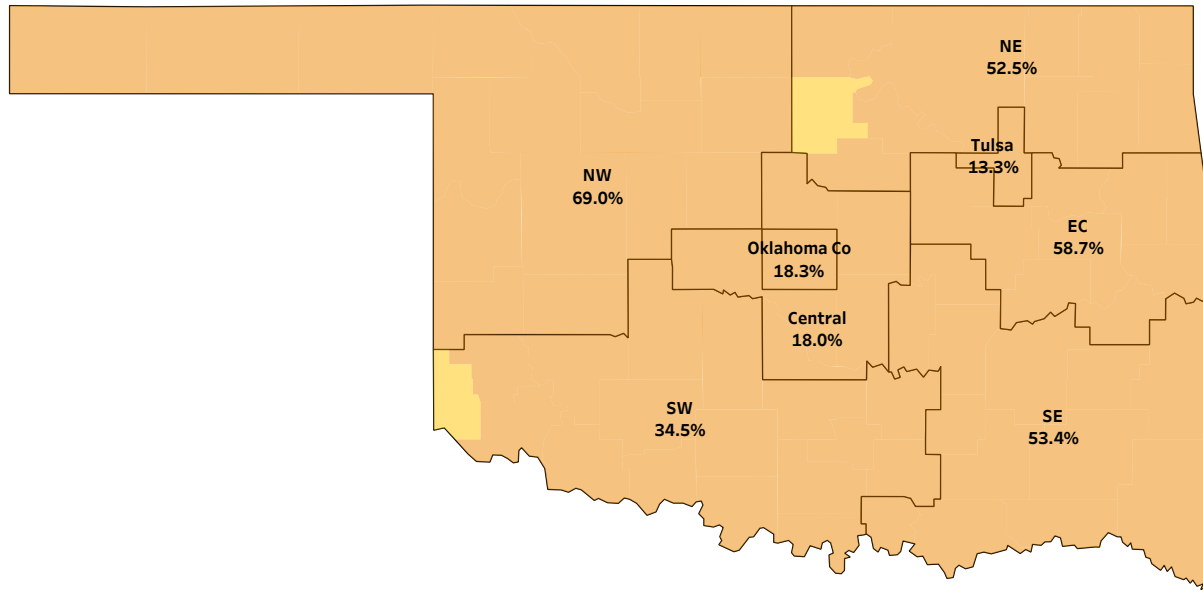 NE
52.5%
Tulsa
13.3%
NW
69.0%
EC
58.7%
Oklahoma Co
18.3%
Central
18.0%
SW
34.5%
SE
53.4%